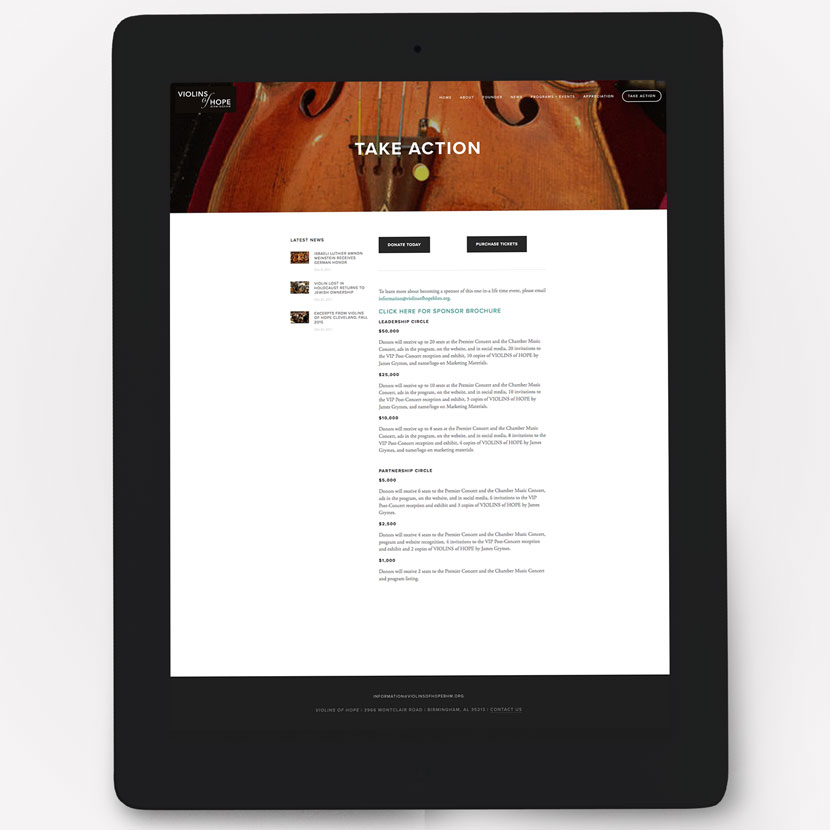 VIOLINS
of HOPE
BIRMINGHAM
HOME ABOUT FOUNDER NEWS PROGRAMS + EVENTS APPRECIATION TAKE ACTION
TAKE ACTION
LATEST NEWS
ISRAELI LUTHIER AMNON
WEINSTEIN RECEIVES
GERMAN HONOR
VIOLIN LOST IN
HOLOCAUST RETURNS TO
JEWISH OWNERSHIP
EXCERPTS FROM VIOLINS
OF HOPE CLEVELAND, FALL
2015
DONATE TODAY
PURCHASE TICKETS
To learn more about becoming a sponsor of this one-in-a life time event, please email
information@violinsofhopebhm.org.
CLICK HERE FOR SPONSOR BROCHURE
LEADERSHIP CIRCLE
$50,000
Donors will receive up to 20 seats at the Premier Concert and the Chamber Music
Concert, ads in the program, on the website, and in social media, 20 invitations to
the VIP Post-Concert reception and exhibit, 10 copies of VIOLINS of HOPE by
James Grymes, and name/logo on Marketing Materials.
$25,000
Donors will receive up to 10 seats at the Premier Concert and the Chamber Music
Concert, ads in the program, on the website, and in social media, 10 invitations to
the VIP Post-Concert reception and exhibit, 5 copies of VIOLINS of HOPE by
James Grymes, and name/logo on Marketing Materials.
$10,000
Donors will receive up to 8 seats at the Premier Concert and the Chamber Music
Concert, ads in the program, on the website, and in social media, 8 invitations to the
VIP Post-Concert reception and exhibit, 4 copies of VIOLINS of HOPE by James
Grymes, and name/logo on marketing materials
PARTNERSHIP CIRCLE
$5,000
Donors will receive 6 seats to the Premier Concert and the Chamber Music Concert,
ads in the program, on the website, and in social media, 6 invitations to the VIP
Post-Concert reception and exhibit and 3 copies of VIOLINS of HOPE by James
Grymes.
$2,500
Donors will receive 4 seats to the Premier Concert and the Chamber Music Concert,
program and website recognition, 4 invitations to the VIP Post-Concert reception
and exhibit and 2 copies of VIOLINS of HOPE by James Grymes.
$1,000
Donors will receive 2 seats to the Premier Concert and the Chamber Music Concert
and program listing.
INFORMATION@VIOLINSOFHOPEBHM.ORG
VIOLINS OF HOPE | 3966 MONTCLAIR ROAD | BIRMINGHAM, AL 35213 | CONTACT US